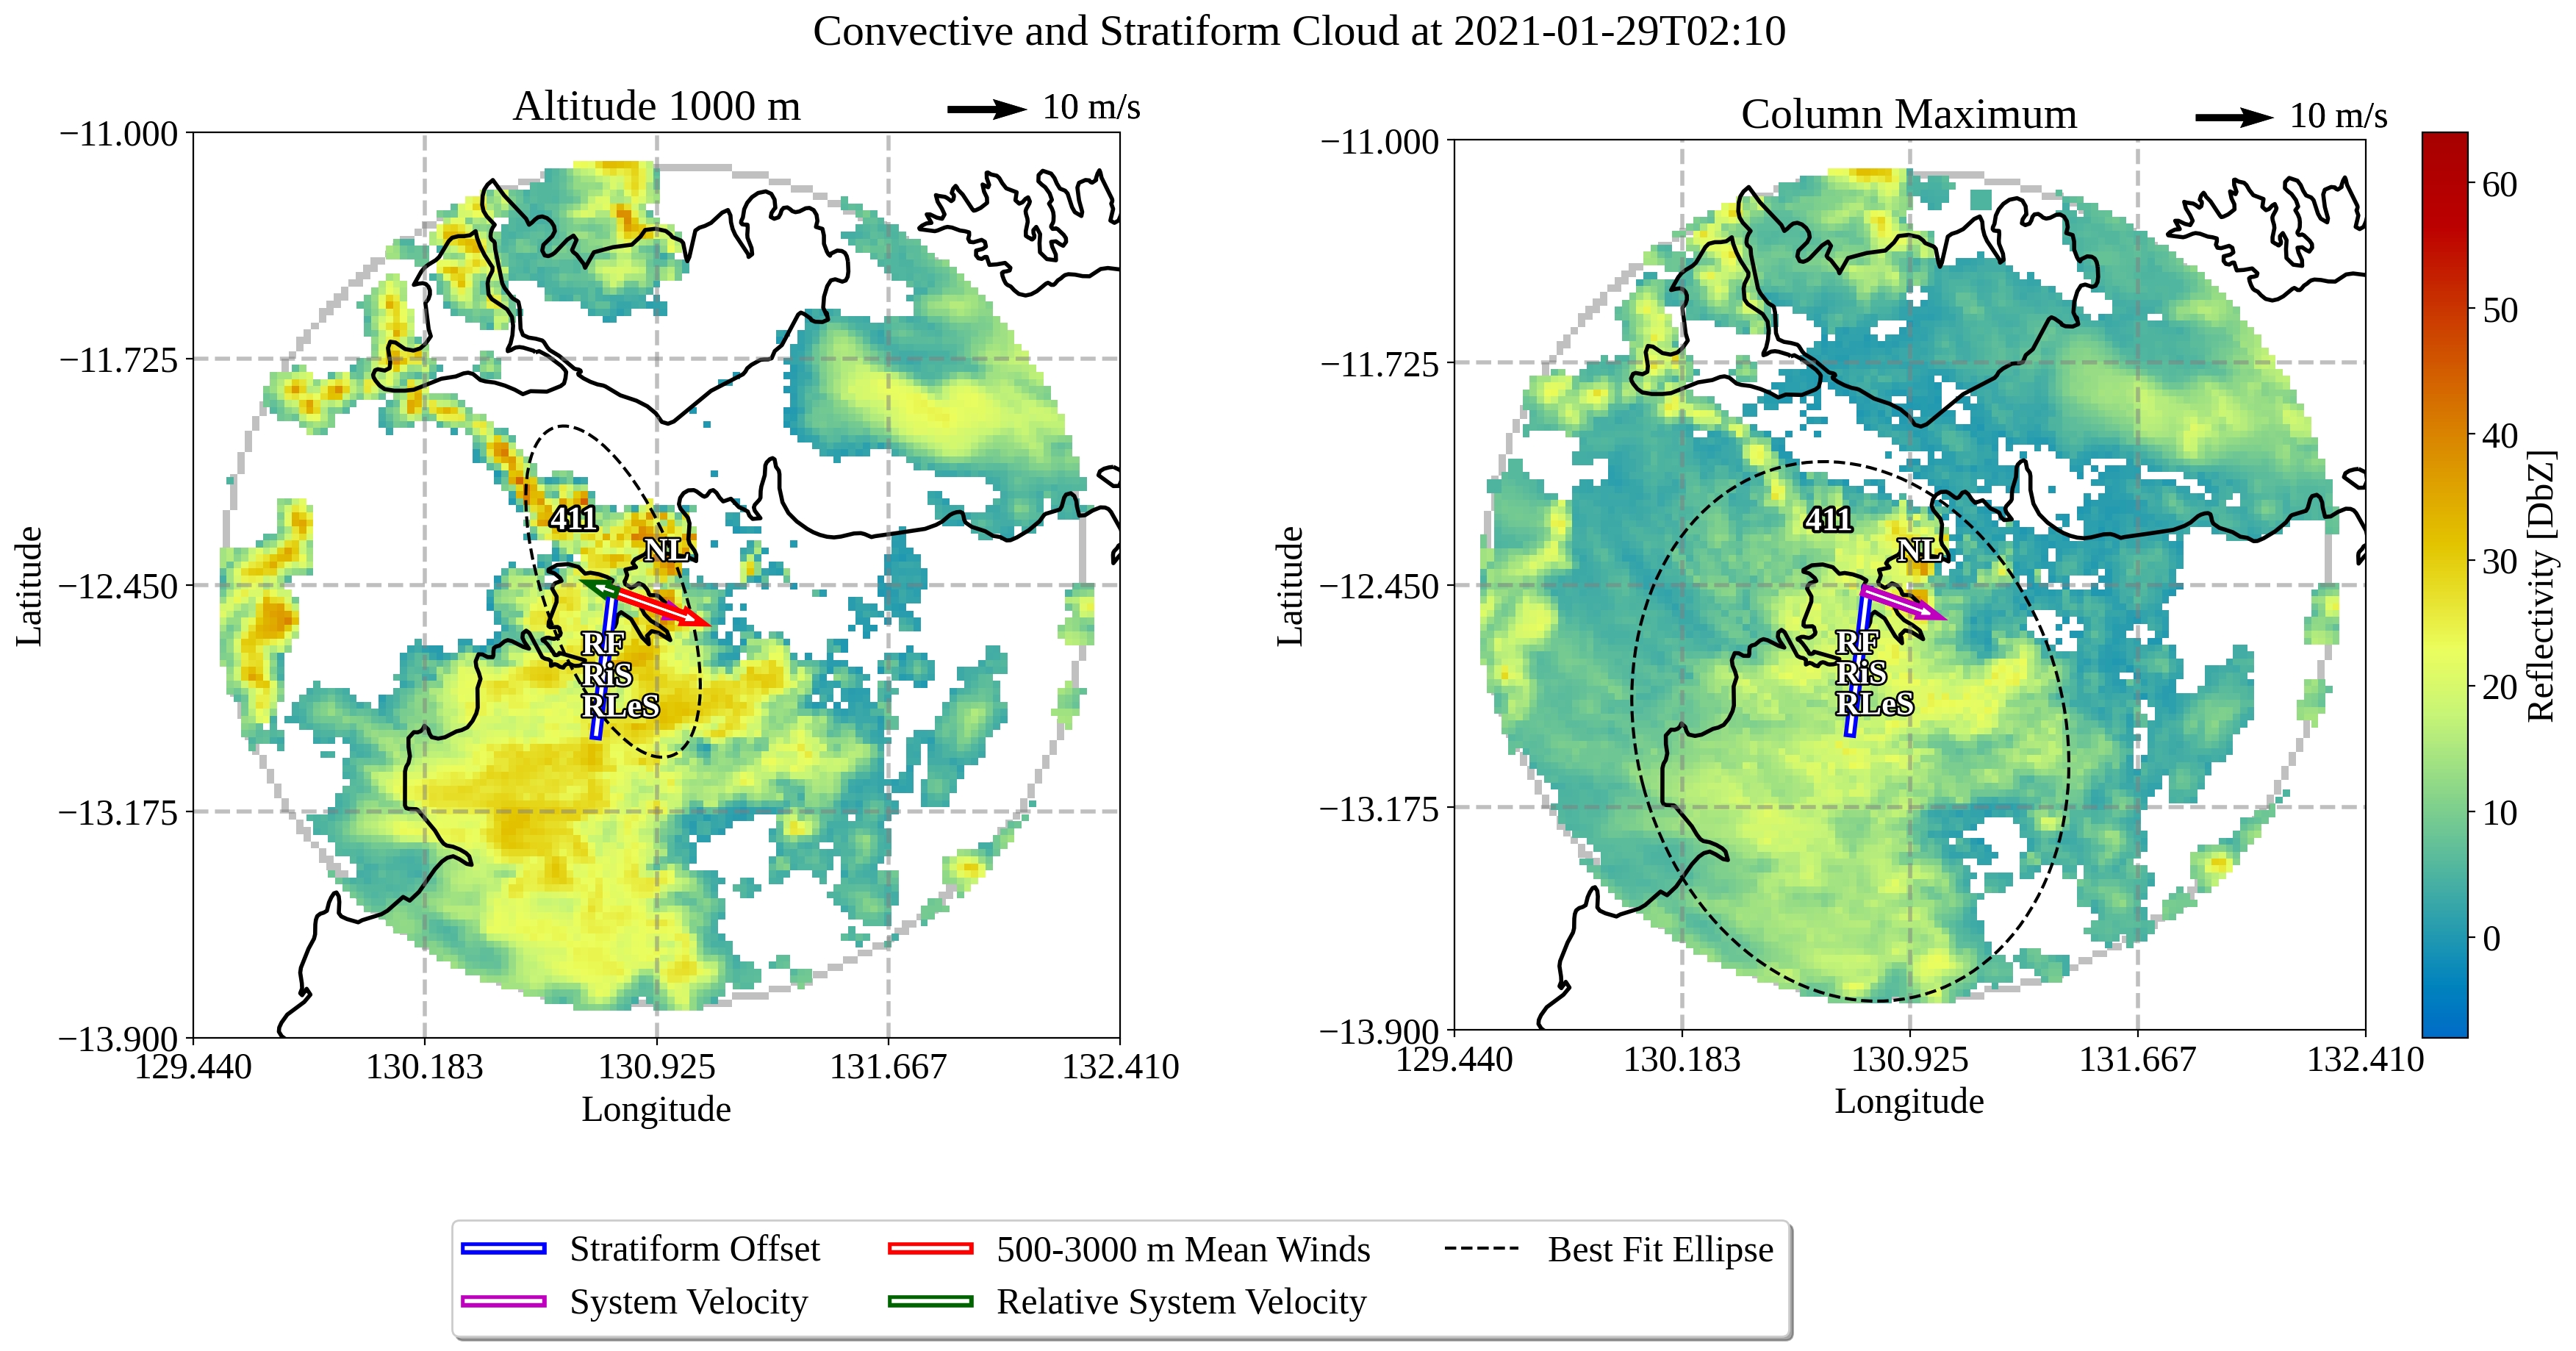 Convective and Stratiform Cloud at 2021-01-29T02:10
Altitude 1000 m
10 m/s
−11.000
−11.725
−12.450
−13.175
−13.900
Latitude
129.440
130.183
130.925
131.667
132.410
Longitude
411
NL
RF
RiS
RLeS
Column Maximum
10 m/s
−11.000
−11.725
−12.450
−13.175
−13.900
Latitude
129.440
130.183
130.925
131.667
132.410
Longitude
411
NL
RF
RiS
RLeS
60
50
40
30
20
10
0
Reflectivity [DbZ]
Stratiform Offset
System Velocity
500-3000 m Mean Winds
Relative System Velocity
Best Fit Ellipse